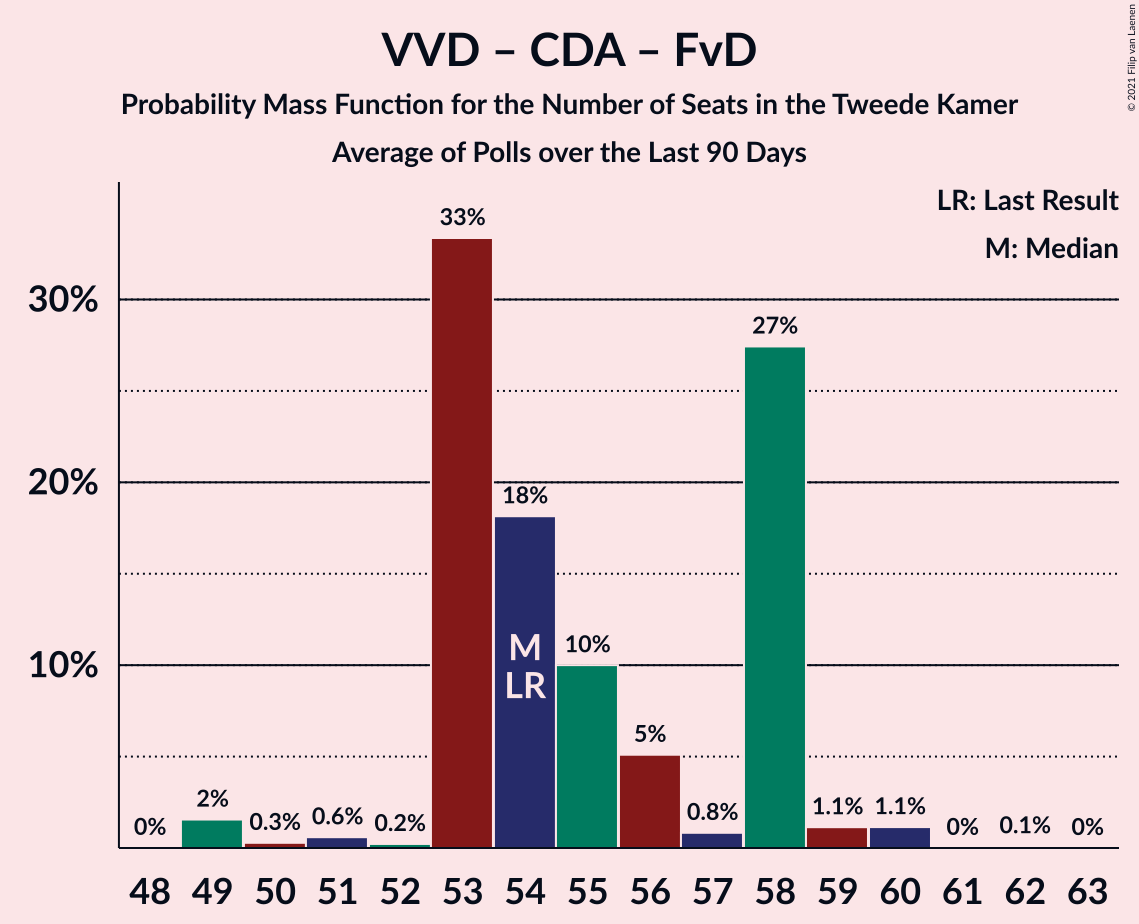 VVD – CDA – FvD
Probability Mass Function for the Number of Seats in the Tweede Kamer
Average of Polls over the Last 90 Days
© 2021 Filip van Laenen
LR: Last Result
M: Median
30%
20%
10%
0%
2%
0.3%
0.6%
0.2%
33%
18%
10%
5%
0.8%
27%
1.1%
1.1%
0%
0.1%
0%
M
LR
48 49 50 51 52 53 54 55 56 57 58 59 60 61 62 63